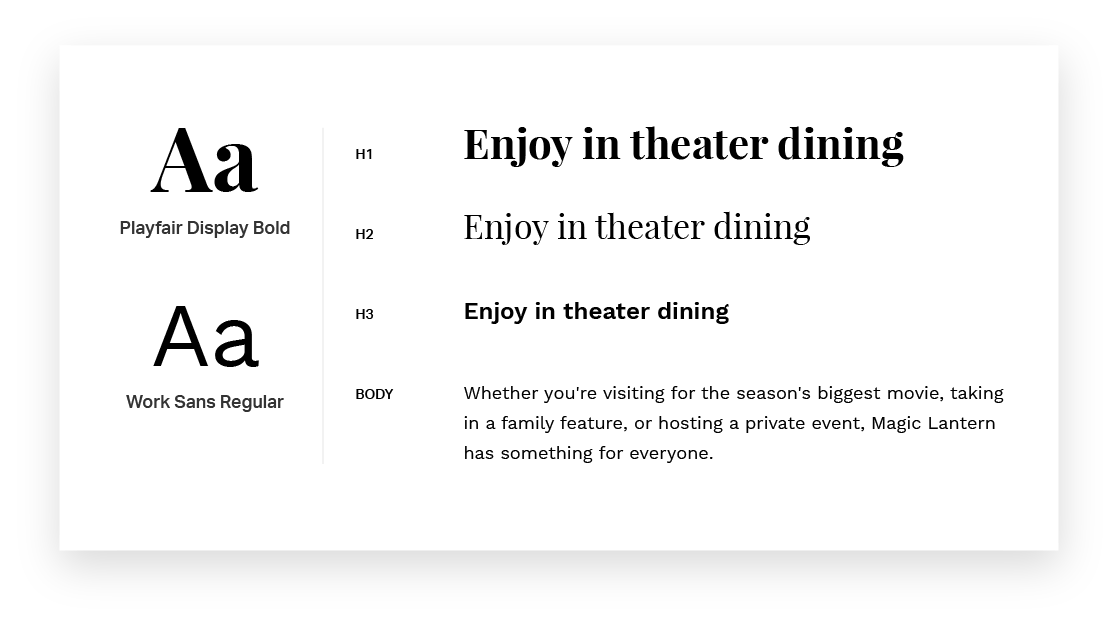 Aa
Playfair Display Bold
Aa
Work Sans Regular
H1
Enjoy in theater dining
H2
Enjoy in theater dining
H3
Enjoy in theater dining
BODY
Whether you're visiting for the season's biggest movie, taking
in a family feature, or hosting a private event, Magic Lantern
has something for everyone.